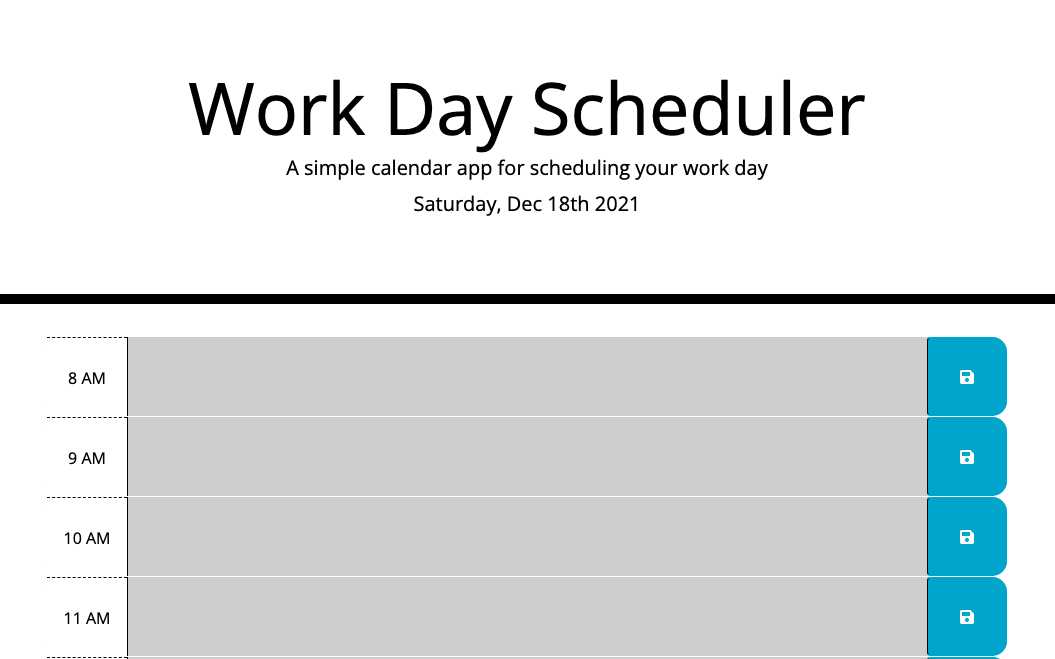 Work Day Scheduler
A simple calendar app for scheduling your work day
Saturday, Dec 18th 2021
8 AM
9 AM
10 AM
11 AM